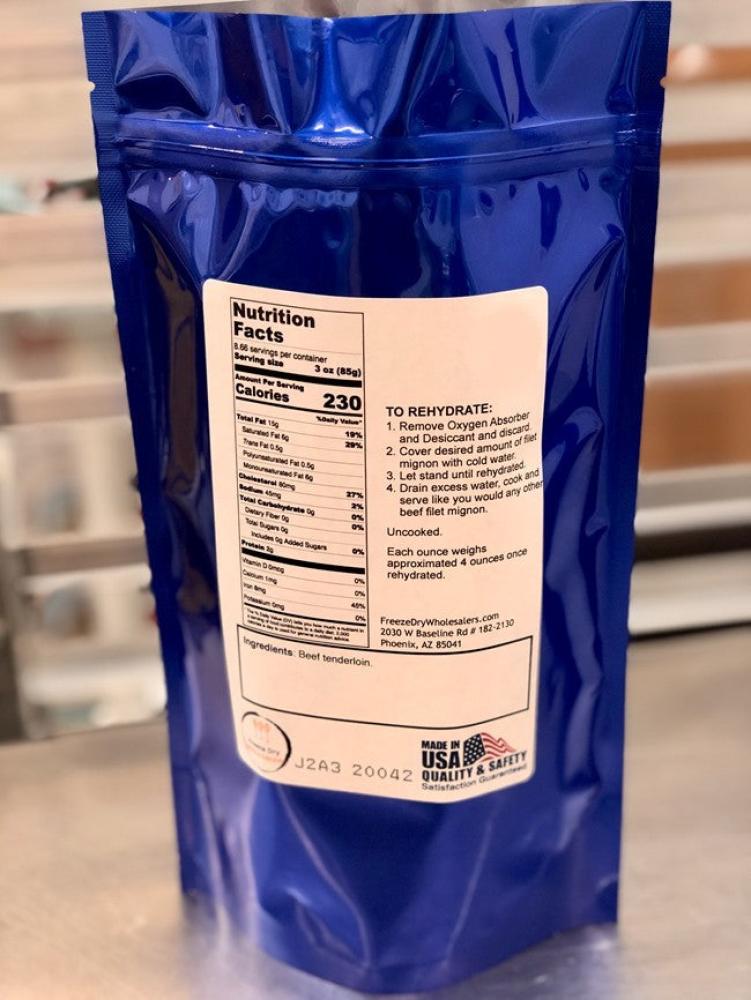 Nutrition
Facts
8.66 servings per container
Serving size 3 oz (85g)
Amount Per Serving
Calories 230
%Daily Value*
Total Fat 15g 19%
Saturated Fat 6g 29%
Trans Fat 0.5g
Polyunsaturated Fat 0.5g
Monounsaturated Fat 6g
Cholesterol 80mg 27%
Sodium 45mg 2%
Total Carbohydrate 0g 0%
Dietary Fiber 0g 0%
Total Sugars 0g
Includes 0g Added Sugars 0%
Protein
Vitamin D 0mcg 0%
Calcium 1mg 0%
Iron 8mg 45%
Potassium 0mg 0%
TO REHYDRATE:
1. Remove Oxygen Absorber
and Desiccant and discard.
2. Cover desired amount of filet
mignon with cold water.
3. Let stand until rehydrated.
4. Drain excess water, cook and
serve like you would any other
beef filet mignon.
Uncooked.
Each ounce weighs
approximated 4 ounces once
rehydrated.
FreezeDryWholesalers.com
2030 W Baseline Rd # 182-2130
Phoenix, AZ 85041
Ingredients: Beef tenderloin.
Freeze Dry
J2A3 20042
MADE IN
USA
QUALITY & SAFETY
Satisfaction Guaranteed